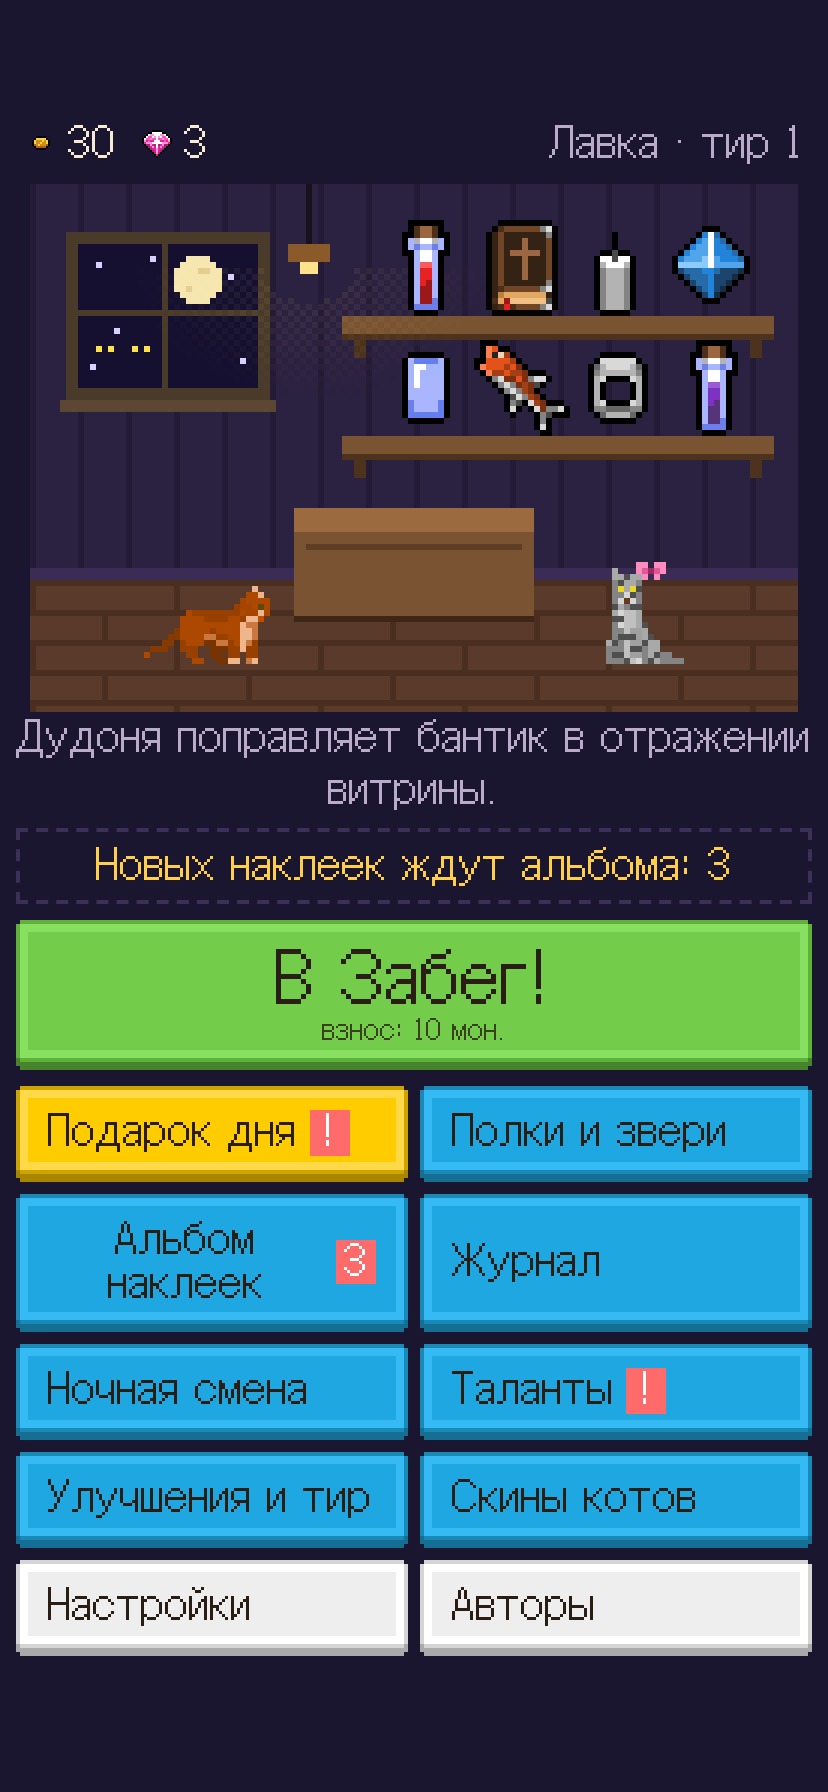 30 3 Лавка · тир 1
Дудоня поправляет бантик в отражении
витрины.
Новых наклеек ждут альбома: 3
В Забег!
взнос: 10 мон.
Подарок дня !
Полки и звери
Альбом
наклеек
3
Журнал
Ночная смена
Таланты !
Улучшения и тир
Скины котов
Настройки
Авторы